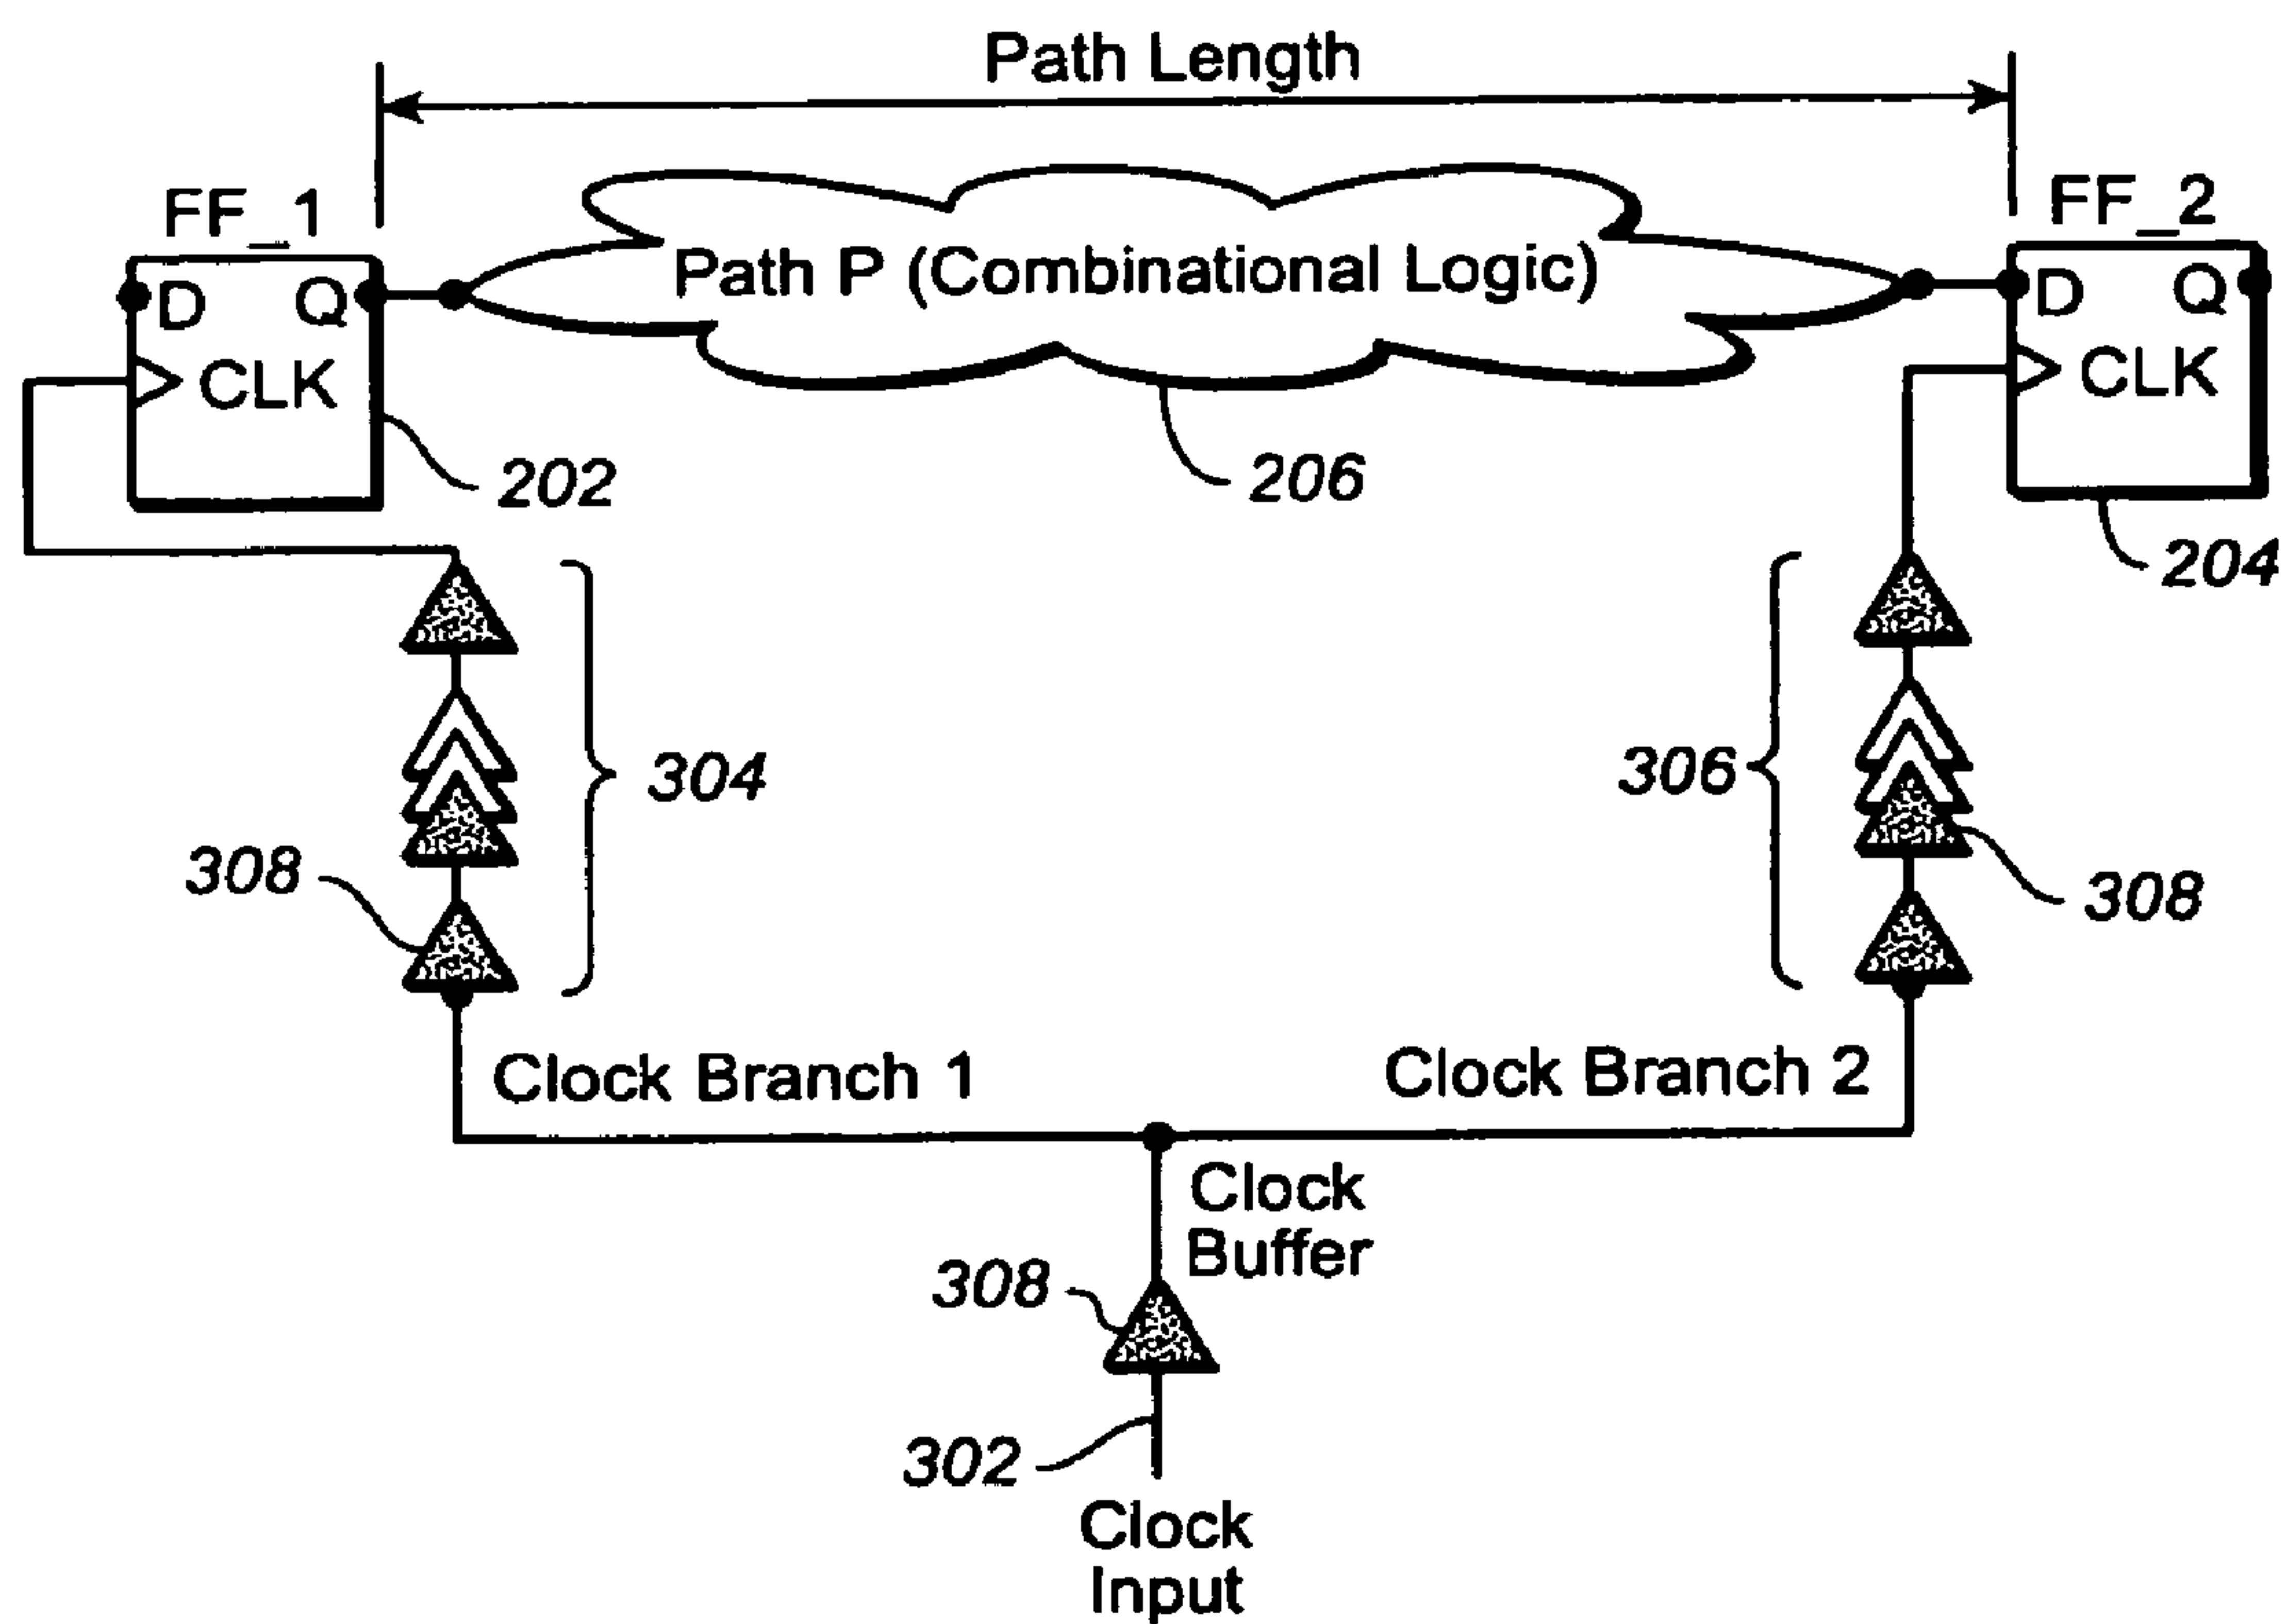 Path Length
FF_1
FF_2
Path P (Combinational Logic)
D Q
D Q
CLK
CLK
202
206
204
304
306
308
308
Clock Branch 1
Clock Branch 2
Clock
Buffer
308
302
Clock
Input